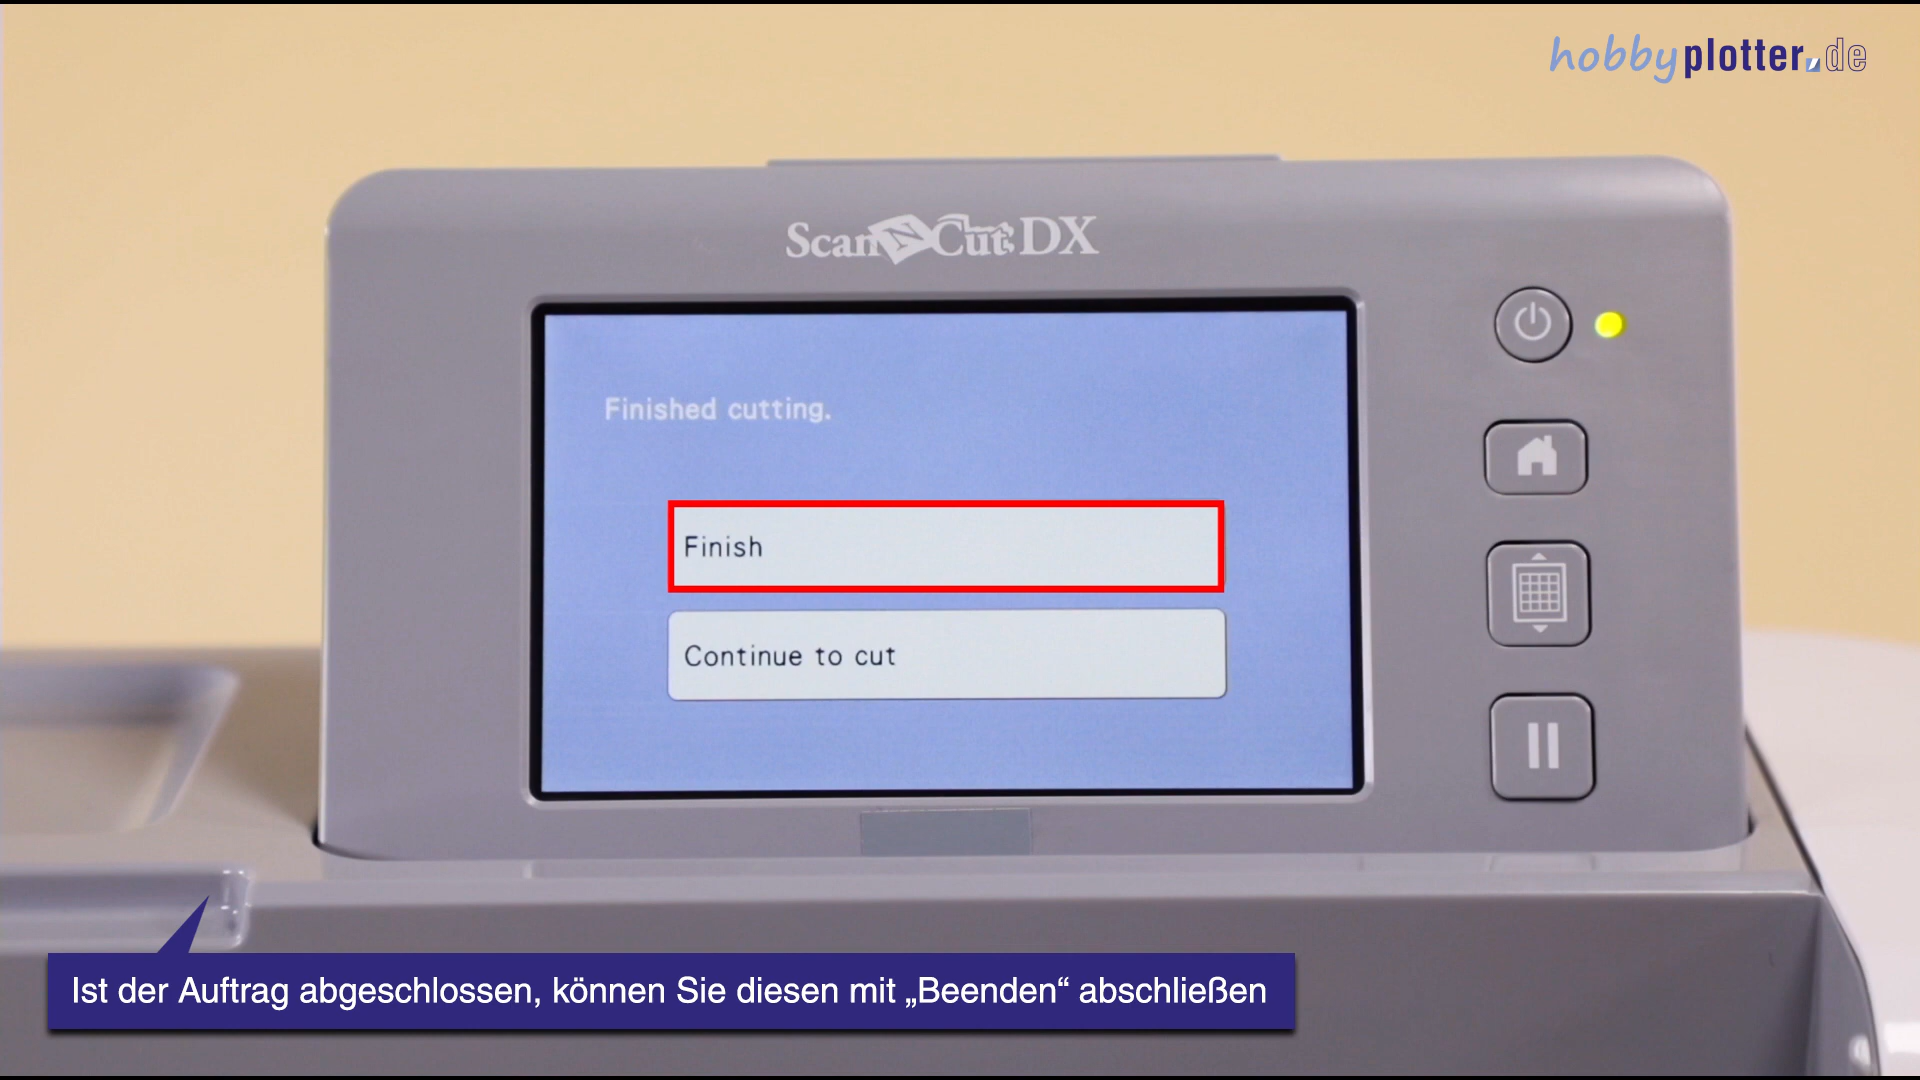 hobbyplotter.de
ScanNCut DX
Finished cutting.
Finish
Continue to cut
Ist der Auftrag abgeschlossen, können Sie diesen mit „Beenden“ abschließen